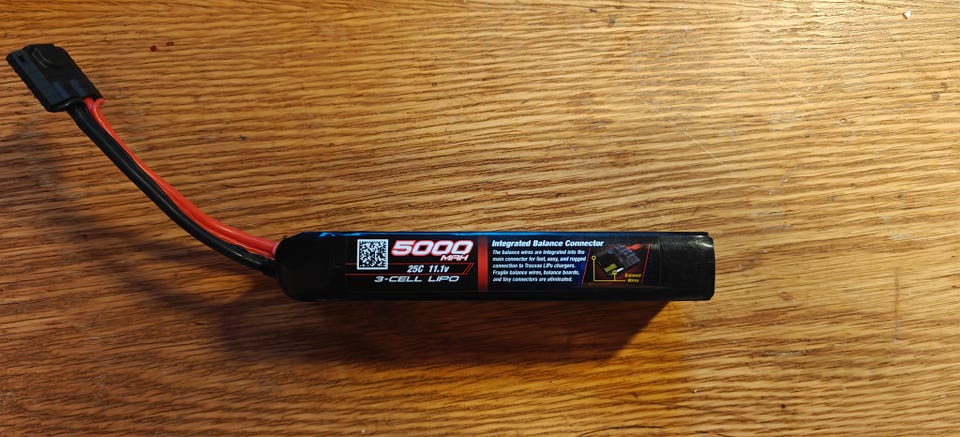 5000
MAH
25C 11.1v
3-CELL LIPO
Integrated Balance Connector
The balance wires are integrated into the
main connector for fast, easy, and rugged
connection to Traxxas LiPo chargers.
Fragile balance wires, balance boards,
and tiny connectors are eliminated.
Balance
Wires